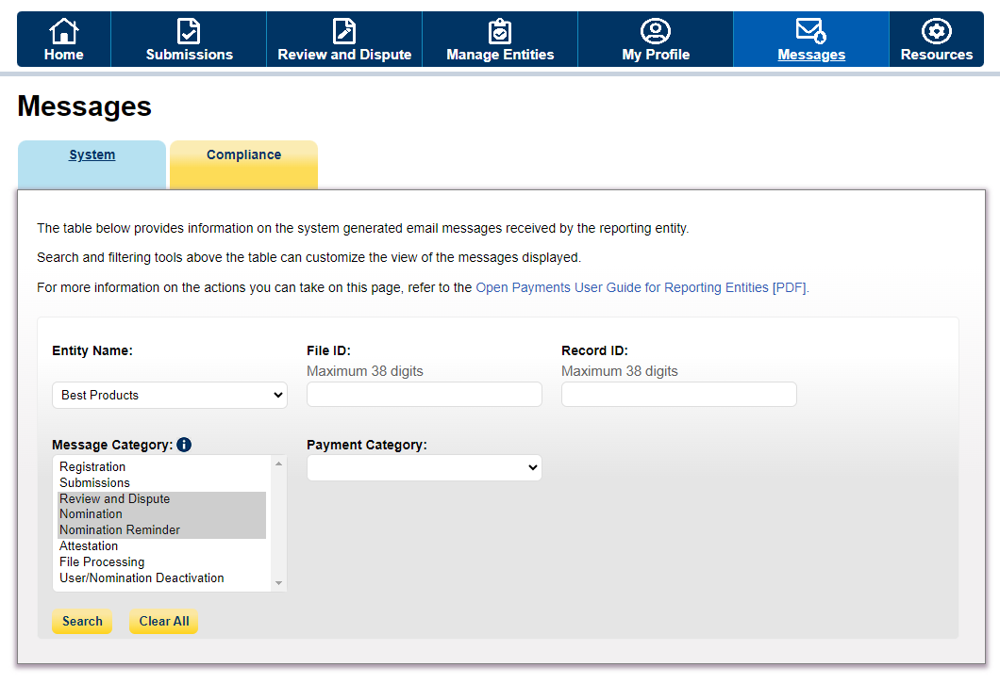 Home
Submissions
Review and Dispute
Manage Entities
My Profile
Messages
Resources
Messages
System
Compliance
The table below provides information on the system generated email messages received by the reporting entity.
Search and filtering tools above the table can customize the view of the messages displayed.
For more information on the actions you can take on this page, refer to the Open Payments User Guide for Reporting Entities [PDF].
Entity Name:
File ID:
Record ID:
Maximum 38 digits
Maximum 38 digits
Best Products
Message Category: i
Payment Category:
Registration
Submissions
Review and Dispute
Nomination
Nomination Reminder
Attestation
File Processing
User/Nomination Deactivation
Search
Clear All